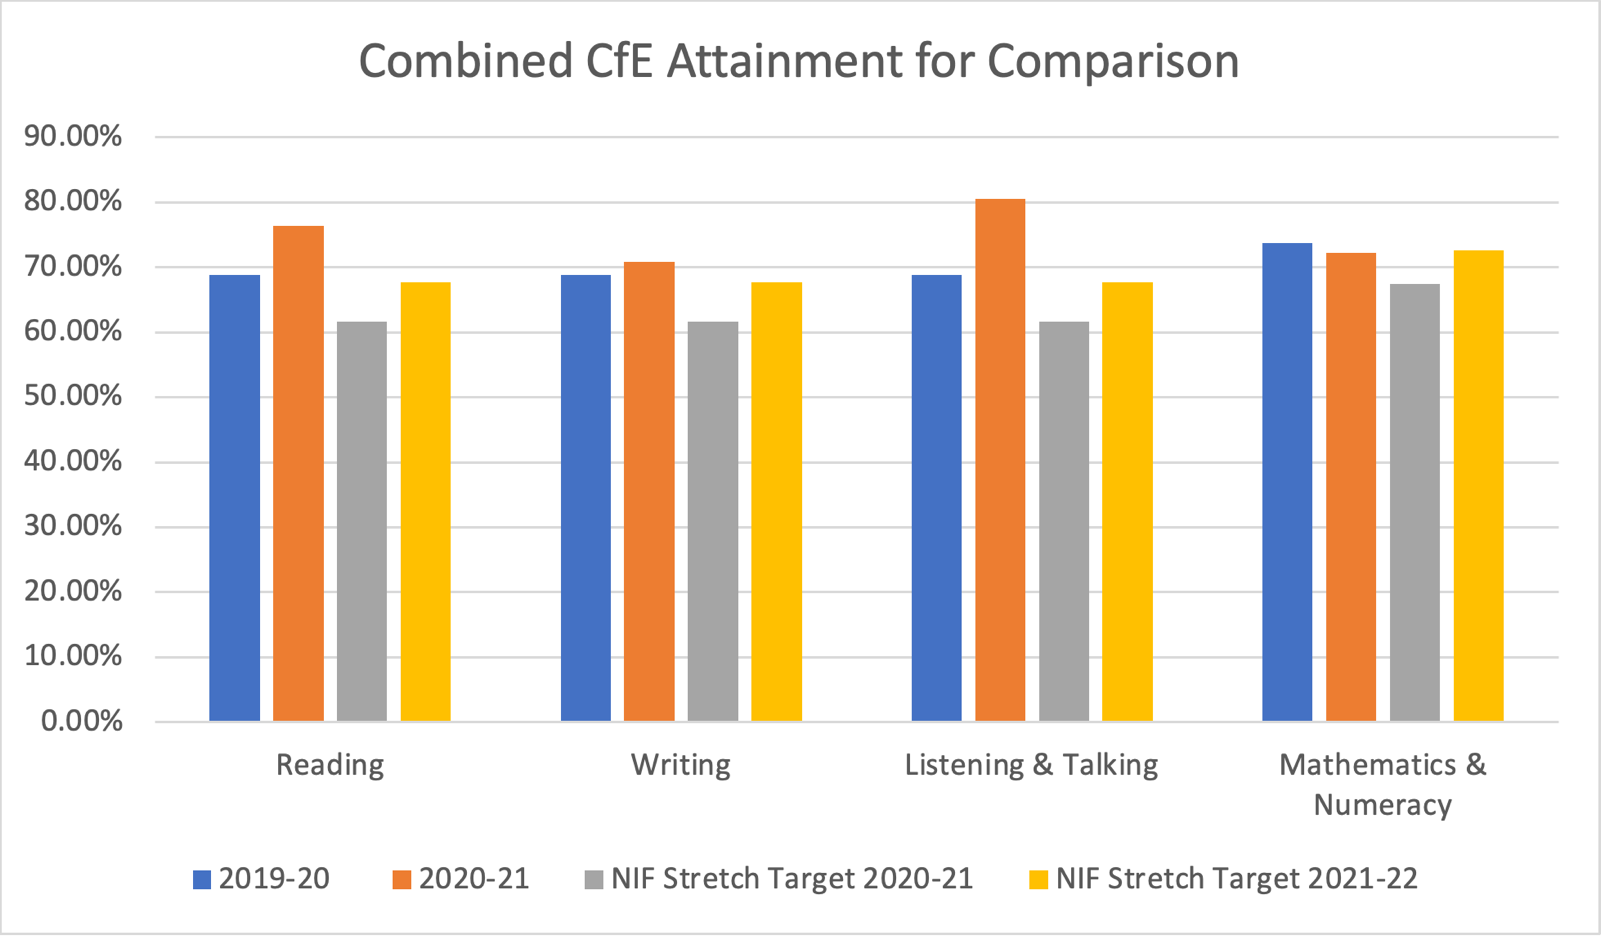 Combined CfE Attainment for Comparison
90.00%
80.00%
70.00%
60.00%
50.00%
40.00%
30.00%
20.00%
10.00%
0.00%
Reading
Writing
Listening & Talking
Mathematics &
Numeracy
2019-20
2020-21
NIF Stretch Target 2020-21
NIF Stretch Target 2021-22